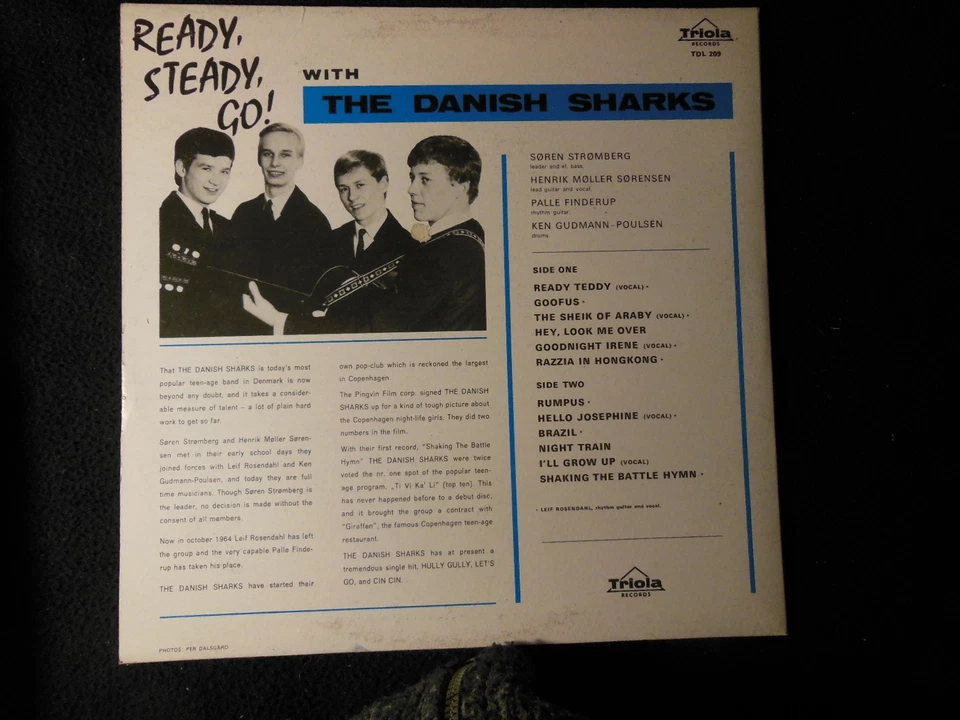 READY,
STEADY,
GO!
WITH
THE DANISH SHARKS
Triola
RECORDS
TDL 209
That THE DANISH SHARKS is today's most
popular teen-age band in Denmark is now
beyond any doubt, and it takes a consider-
able measure of talent – a lot of plain hard
work to get so far.
Søren Strømberg and Henrik Møller Søren-
sen met in their early school days they
joined forces with Leif Rosendahl and Ken
Gudmann-Poulsen, and today they are full
time musicians. Though Søren Strømberg is
the leader, no decision is made without the
consent of all members.
Now in october 1964 Leif Rosendahl has left
the group and the very capable Palle Finde-
rup has taken his place.
THE DANISH SHARKS have started their
own pop-club which is reckoned the largest
in Copenhagen
The Pingvin Film corp. signed THE DANISH
SHARKS up for a kind of tough picture about
the Copenhagen night-life girls. They did two
numbers in the film.
With their first record, "Shaking The Battle
Hymn" THE DANISH SHARKS were twice
voted the nr. one spot of the popular teen-
age program, „Ti Vi Ka' Li" (top ten). This
has never happened before to a debut disc,
and it brought the group a contract with
"Giraffen", the famous Copenhagen teen-age
restaurant.
THE DANISH SHARKS has at present a
tremendous single hit, HULLY GULLY, LET'S
GO, and CIN CIN.
SØREN STRØMBERG
leader and el. bass.
HENRIK MØLLER SØRENSEN
lead guitar and vocal.
PALLE FINDERUP
rhythm guitar.
KEN GUDMANN-POULSEN
drums.
SIDE ONE
READY TEDDY (VOCAL) •
GOOFUS •
THE SHEIK OF ARABY (VOCAL) •
HEY, LOOK ME OVER
GOODNIGHT IRENE (VOCAL) •
RAZZIA IN HONGKONG •
SIDE TWO
RUMPUS •
HELLO JOSEPHINE (VOCAL) •
BRAZIL •
NIGHT TRAIN
I'LL GROW UP (VOCAL)
SHAKING THE BATTLE HYMN •
• LEIF ROSENDAHL, rhythm guitar and vocal.
Triola
RECORDS
PHOTOS: PER DALSGÅRD